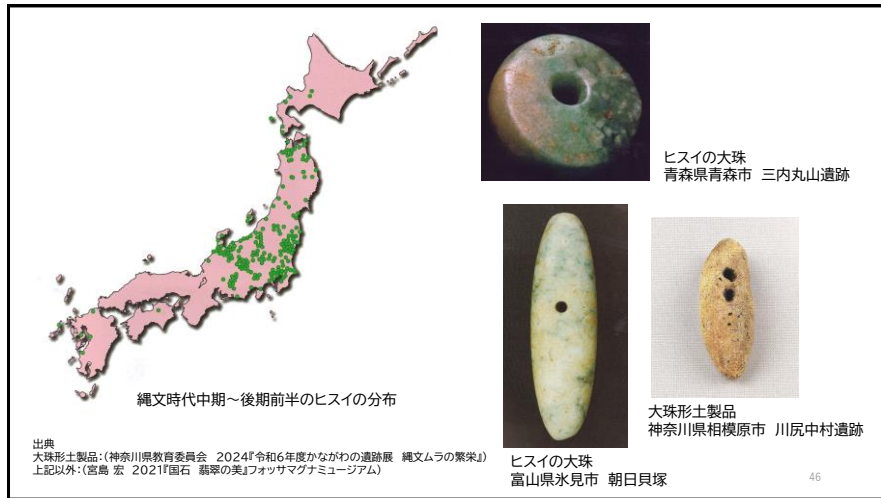 ヒスイの大珠
青森県青森市 三内丸山遺跡
縄文時代中期～後期前半のヒスイの分布
大珠形土製品
神奈川県相模原市 川尻中村遺跡
ヒスイの大珠
富山県氷見市 朝日貝塚
出典
大珠形土製品:(神奈川県教育委員会 2024『令和6年度かながわの遺跡展 縄文ムラの繁栄』)
上記以外:(宮島 宏 2021『国石 翡翠の美』フォッサマグナミュージアム)
46